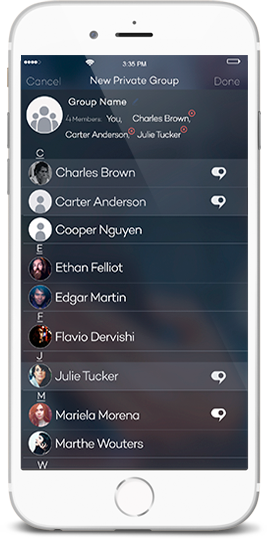 3:35 PM
Cancel New Private Group Done
Group Name
4 Members: You, Charles Brown,
Carter Anderson, Julie Tucker
C
Charles Brown
Carter Anderson
Cooper Nguyen
E
Ethan Felliot
Edgar Martin
F
Flavio Dervishi
J
Julie Tucker
M
Mariela Morena
Marthe Wouters
W